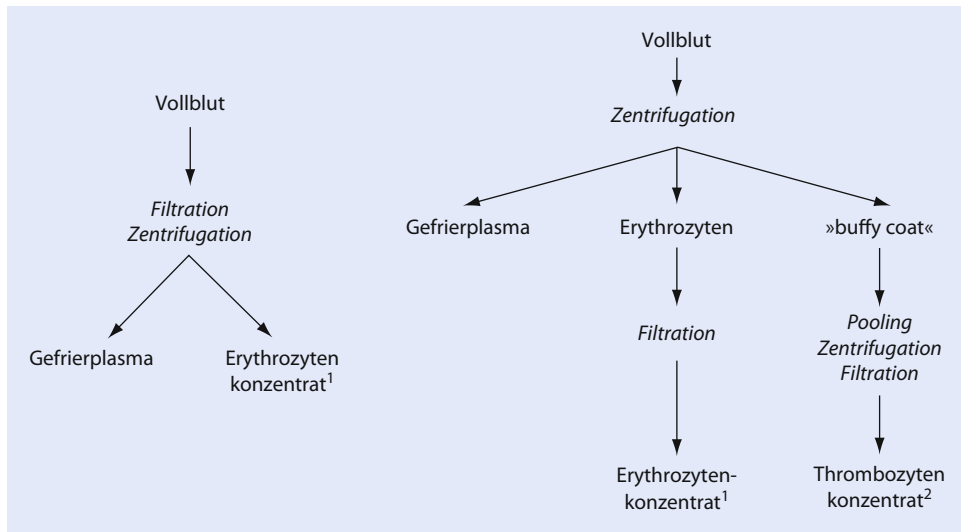 Vollblut
Filtration
Zentrifugation
Gefrierplasma
Erythrozyten
konzentrat¹
Vollblut
Zentrifugation
Gefrierplasma
Erythrozyten
»buffy coat«
Filtration
Pooling
Zentrifugation
Filtration
Erythrozyten-
konzentrat¹
Thrombozyten
konzentrat²